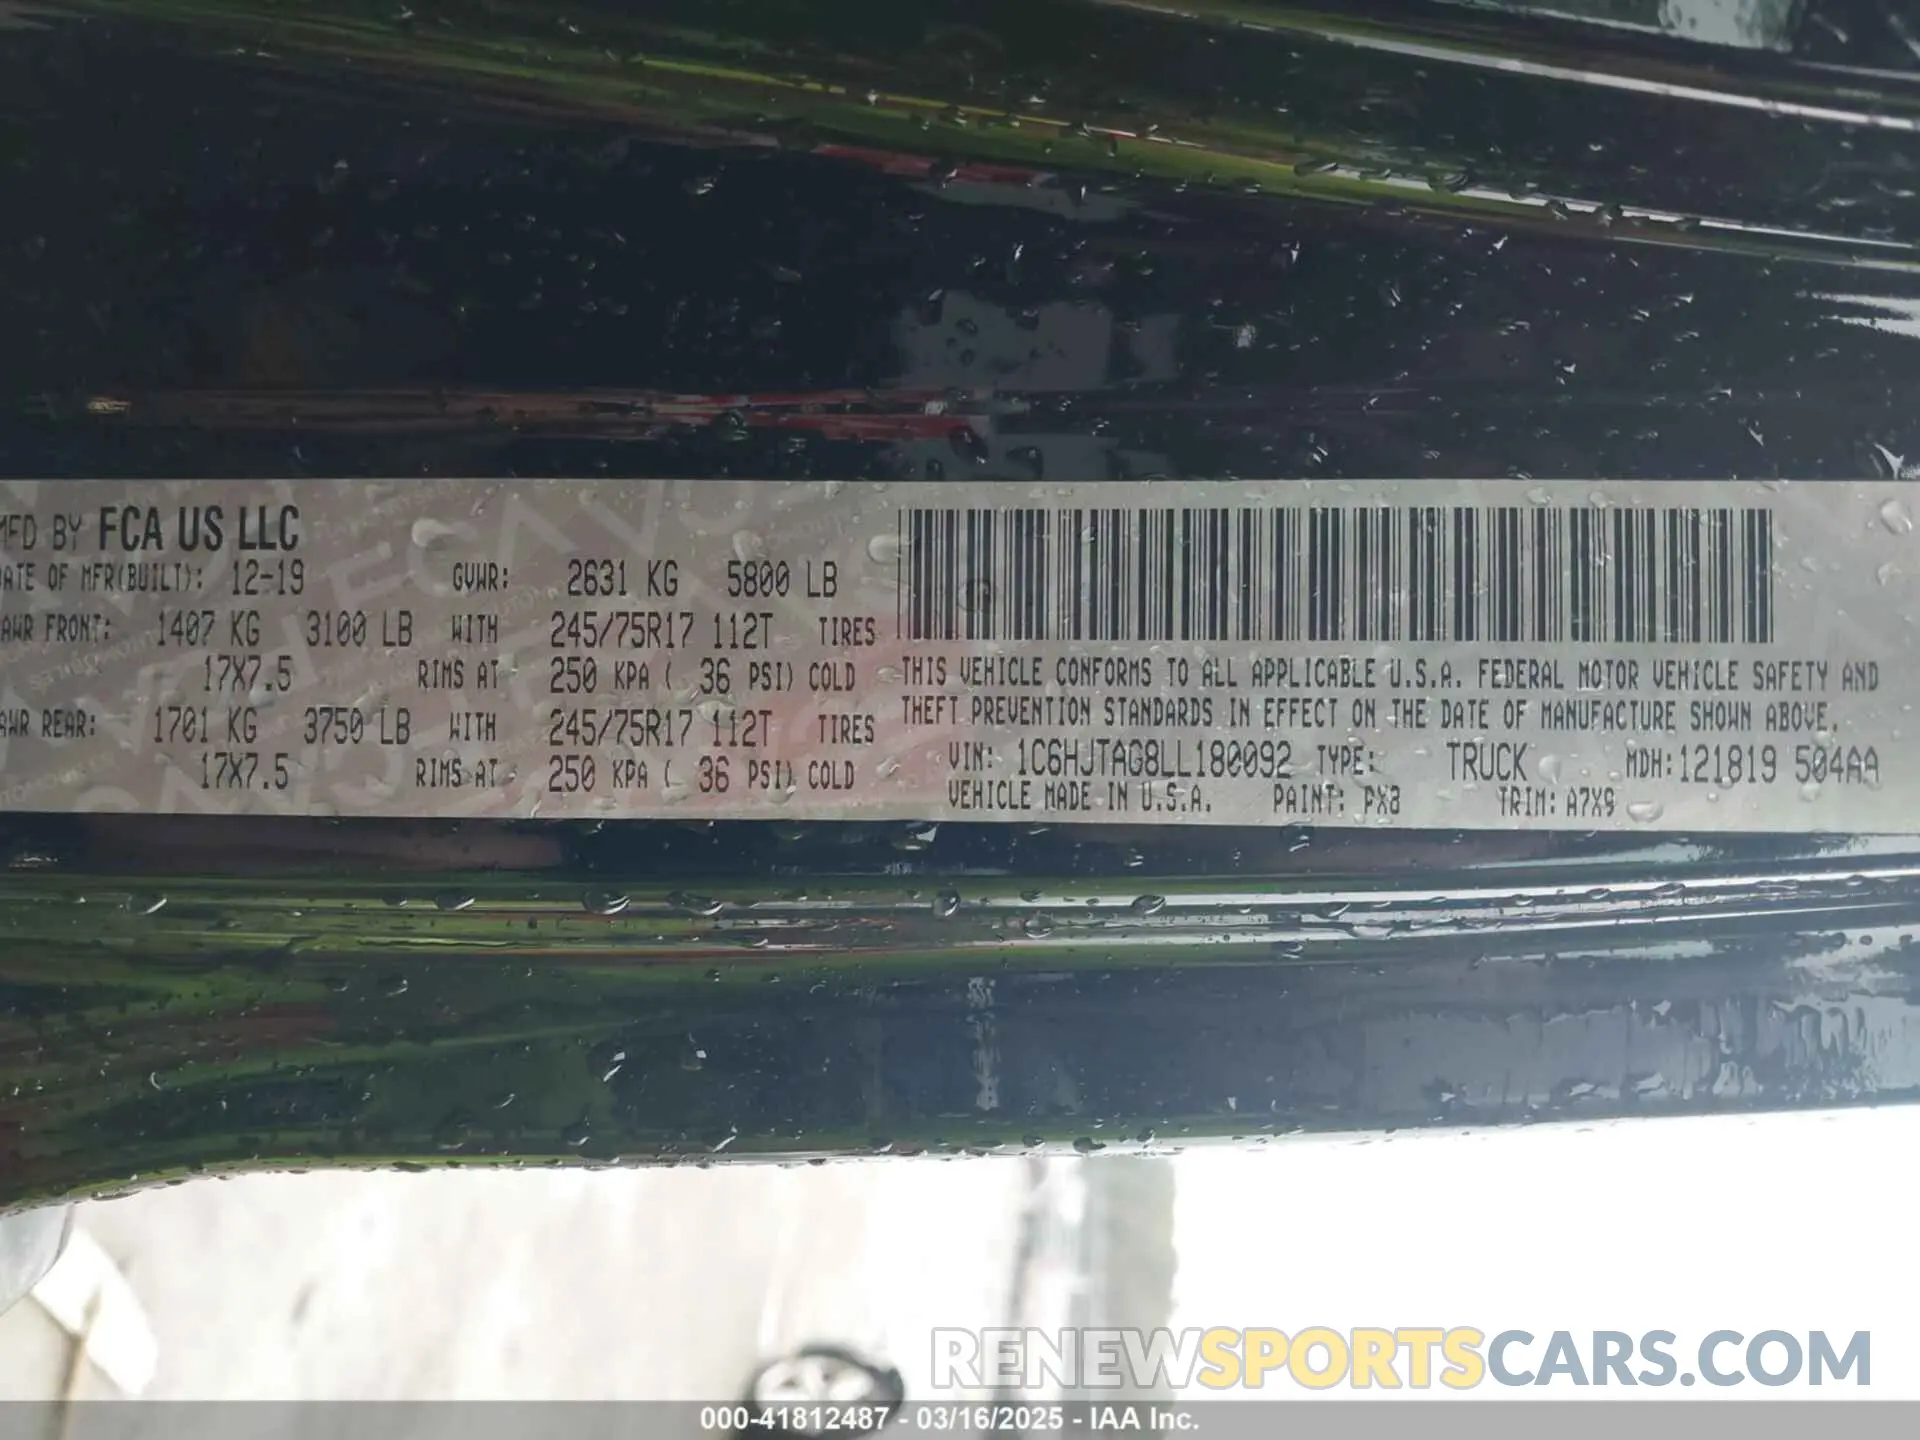 MFD BY FCA US LLC
DATE OF MFR(BUILT): 12-19 GVWR: 2631 KG 5800 LB
GAWR FRONT: 1407 KG 3100 LB WITH 245/75R17 112T TIRES
17X7.5 RIMS AT 250 KPA ( 36 PSI) COLD
GAWR REAR: 1701 KG 3750 LB WITH 245/75R17 112T TIRES
17X7.5 RIMS AT 250 KPA ( 36 PSI) COLD
THIS VEHICLE CONFORMS TO ALL APPLICABLE U.S.A. FEDERAL MOTOR VEHICLE SAFETY AND
THEFT PREVENTION STANDARDS IN EFFECT ON THE DATE OF MANUFACTURE SHOWN ABOVE.
VIN: 1C6HJTAG8LL180092 TYPE: TRUCK MDH:121819 504AA
VEHICLE MADE IN U.S.A. PAINT: PX8 TRIM: A7X9
RENEWSPORTSCARS.COM
000-41812487 - 03/16/2025 - IAA Inc.